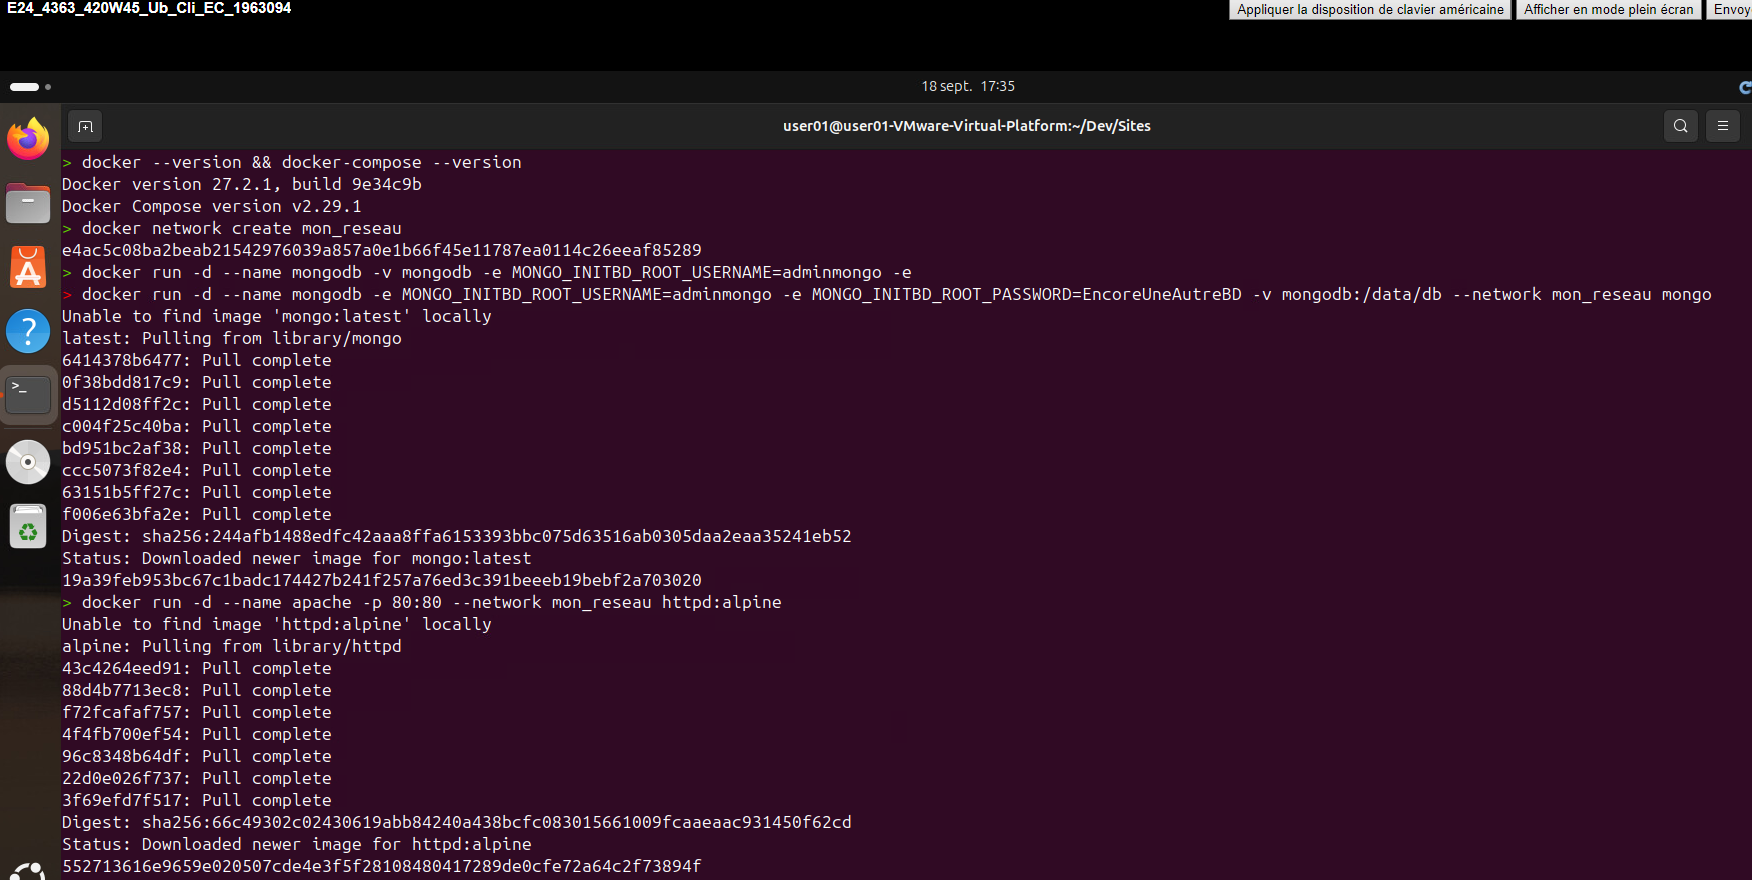 E24_4363_420W45_Ub_Cli_EC_1963094
Appliquer la disposition de clavier américaine
Afficher en mode plein écran
Envoy
18 sept. 17:35
user01@user01-VMware-Virtual-Platform:~/Dev/Sites
> docker --version && docker-compose --version
Docker version 27.2.1, build 9e34c9b
Docker Compose version v2.29.1
> docker network create mon_reseau
e4ac5c08ba2beab21542976039a857a0e1b66f45e11787ea0114c26eeaf85289
> docker run -d --name mongodb -v mongodb -e MONGO_INITBD_ROOT_USERNAME=adminmongo -e
> docker run -d --name mongodb -e MONGO_INITBD_ROOT_USERNAME=adminmongo -e MONGO_INITBD_ROOT_PASSWORD=EncoreUneAutreBD -v mongodb:/data/db --network mon_reseau mongo
Unable to find image 'mongo:latest' locally
latest: Pulling from library/mongo
6414378b6477: Pull complete
0f38bdd817c9: Pull complete
d5112d08ff2c: Pull complete
c004f25c40ba: Pull complete
bd951bc2af38: Pull complete
ccc5073f82e4: Pull complete
63151b5ff27c: Pull complete
f006e63bfa2e: Pull complete
Digest: sha256:244afb1488edfc42aaa8ffa6153393bbc075d63516ab0305daa2eaa35241eb52
Status: Downloaded newer image for mongo:latest
19a39feb953bc67c1badc174427b241f257a76ed3c391beeeb19bebf2a703020
> docker run -d --name apache -p 80:80 --network mon_reseau httpd:alpine
Unable to find image 'httpd:alpine' locally
alpine: Pulling from library/httpd
43c4264eed91: Pull complete
88d4b7713ec8: Pull complete
f72fcafaf757: Pull complete
4f4fb700ef54: Pull complete
96c8348b64df: Pull complete
22d0e026f737: Pull complete
3f69efd7f517: Pull complete
Digest: sha256:66c49302c02430619abb84240a438bcfc083015661009fcaaeaac931450f62cd
Status: Downloaded newer image for httpd:alpine
552713616e9659e020507cde4e3f5f28108480417289de0cfe72a64c2f73894f